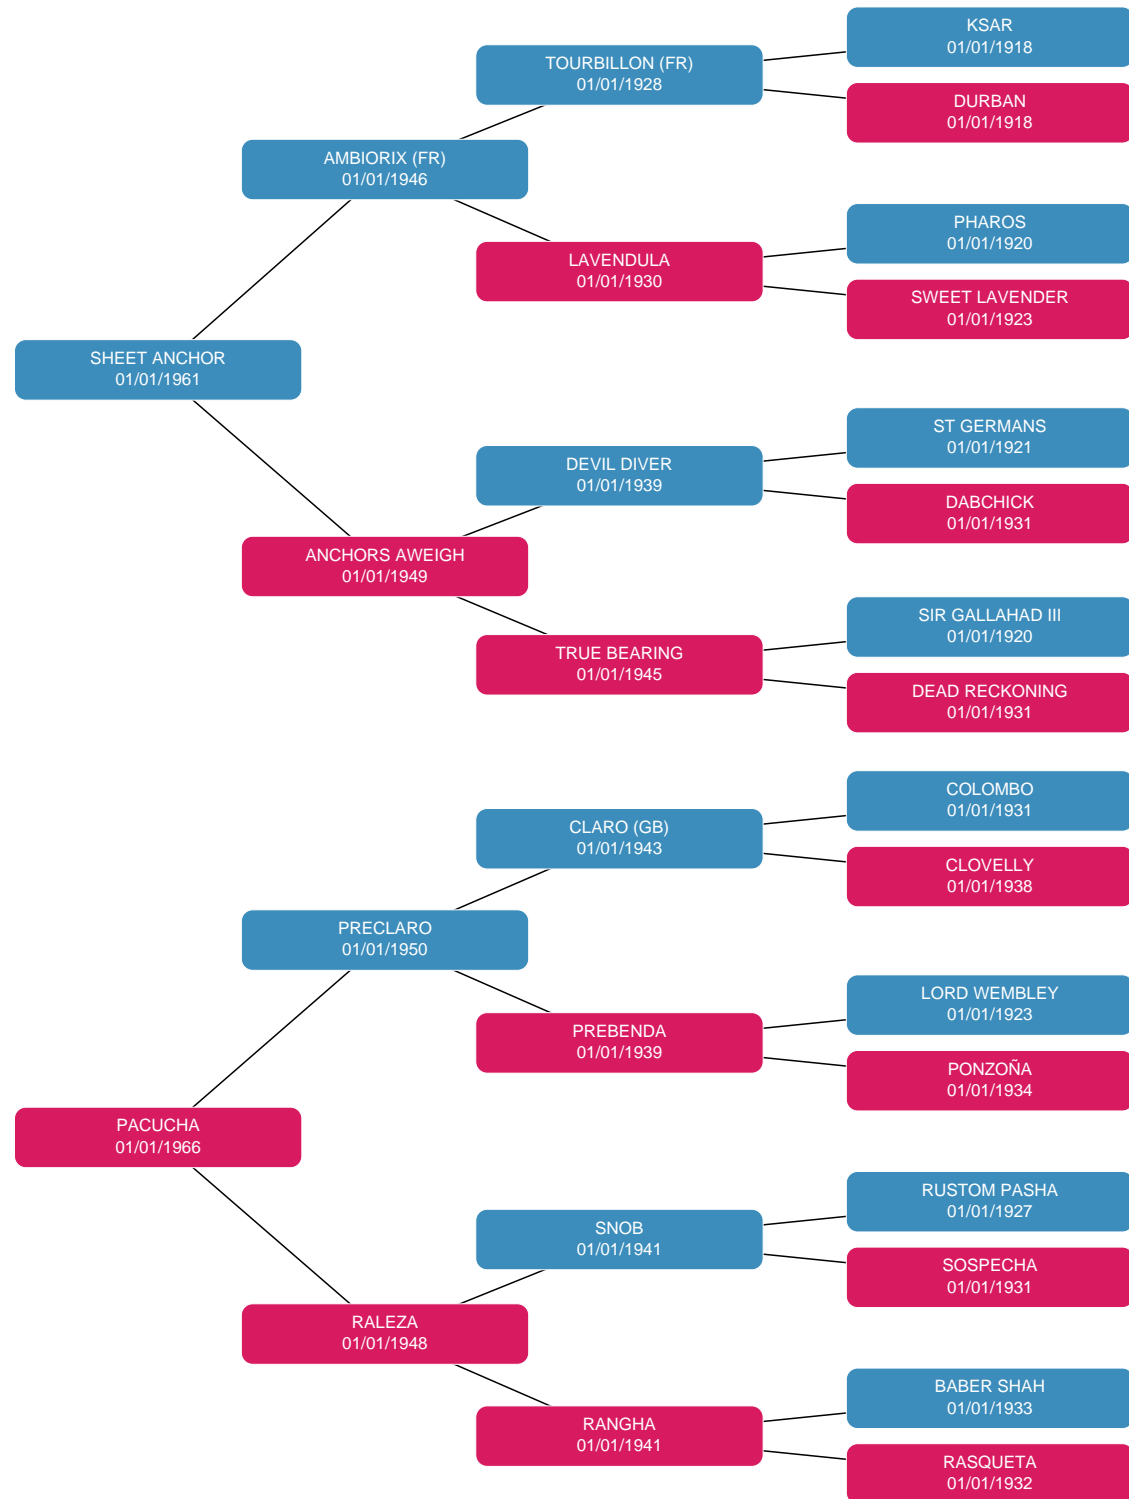 KSAR
01/01/1918
TOURBILLON (FR)
01/01/1928
DURBAN
01/01/1918
AMBIORIX (FR)
01/01/1946
PHAROS
01/01/1920
LAVENDULA
01/01/1930
SWEET LAVENDER
01/01/1923
SHEET ANCHOR
01/01/1961
ST GERMANS
01/01/1921
DEVIL DIVER
01/01/1939
DABCHICK
01/01/1931
ANCHORS AWEIGH
01/01/1949
SIR GALLAHAD III
01/01/1920
TRUE BEARING
01/01/1945
DEAD RECKONING
01/01/1931
COLOMBO
01/01/1931
CLARO (GB)
01/01/1943
CLOVELLY
01/01/1938
PRECLARO
01/01/1950
LORD WEMBLEY
01/01/1923
PREBENDA
01/01/1939
PONZOÑA
01/01/1934
PACUCHA
01/01/1966
RUSTOM PASHA
01/01/1927
SNOB
01/01/1941
SOSPECHA
01/01/1931
RALEZA
01/01/1948
BABER SHAH
01/01/1933
RANGHA
01/01/1941
RASQUETA
01/01/1932